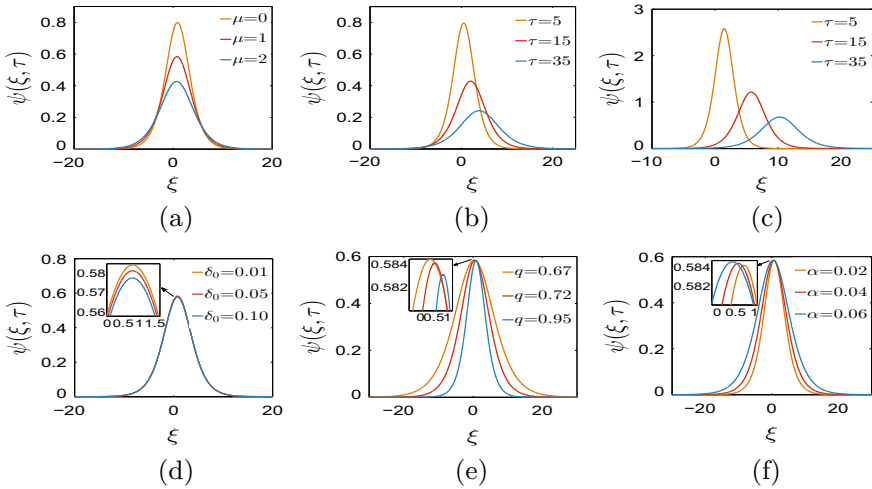 ψ(ξ,τ)
0.8
0.6
0.4
0.2
0
−20
0
20
μ=0
μ=1
μ=2
ξ
(a)
ψ(ξ,τ)
0.8
0.6
0.4
0.2
0
−20
0
20
τ=5
τ=15
τ=35
ξ
(b)
ψ(ξ,τ)
3
2
1
0
−10
0
10
20
τ=5
τ=15
τ=35
ξ
(c)
ψ(ξ,τ)
0.8
0.6
0.4
0.2
0
−20
0
20
0.58
0.57
0.56
0 0.5 1 1.5
δ0=0.01
δ0=0.05
δ0=0.10
ξ
(d)
ψ(ξ,τ)
0.6
0.4
0.2
0
−20
0
20
0.584
0.582
0 0.5 1
q=0.67
q=0.72
q=0.95
ξ
(e)
ψ(ξ,τ)
0.6
0.4
0.2
0
−20
0
20
0.584
0.582
0 0.5 1
α=0.02
α=0.04
α=0.06
ξ
(f)